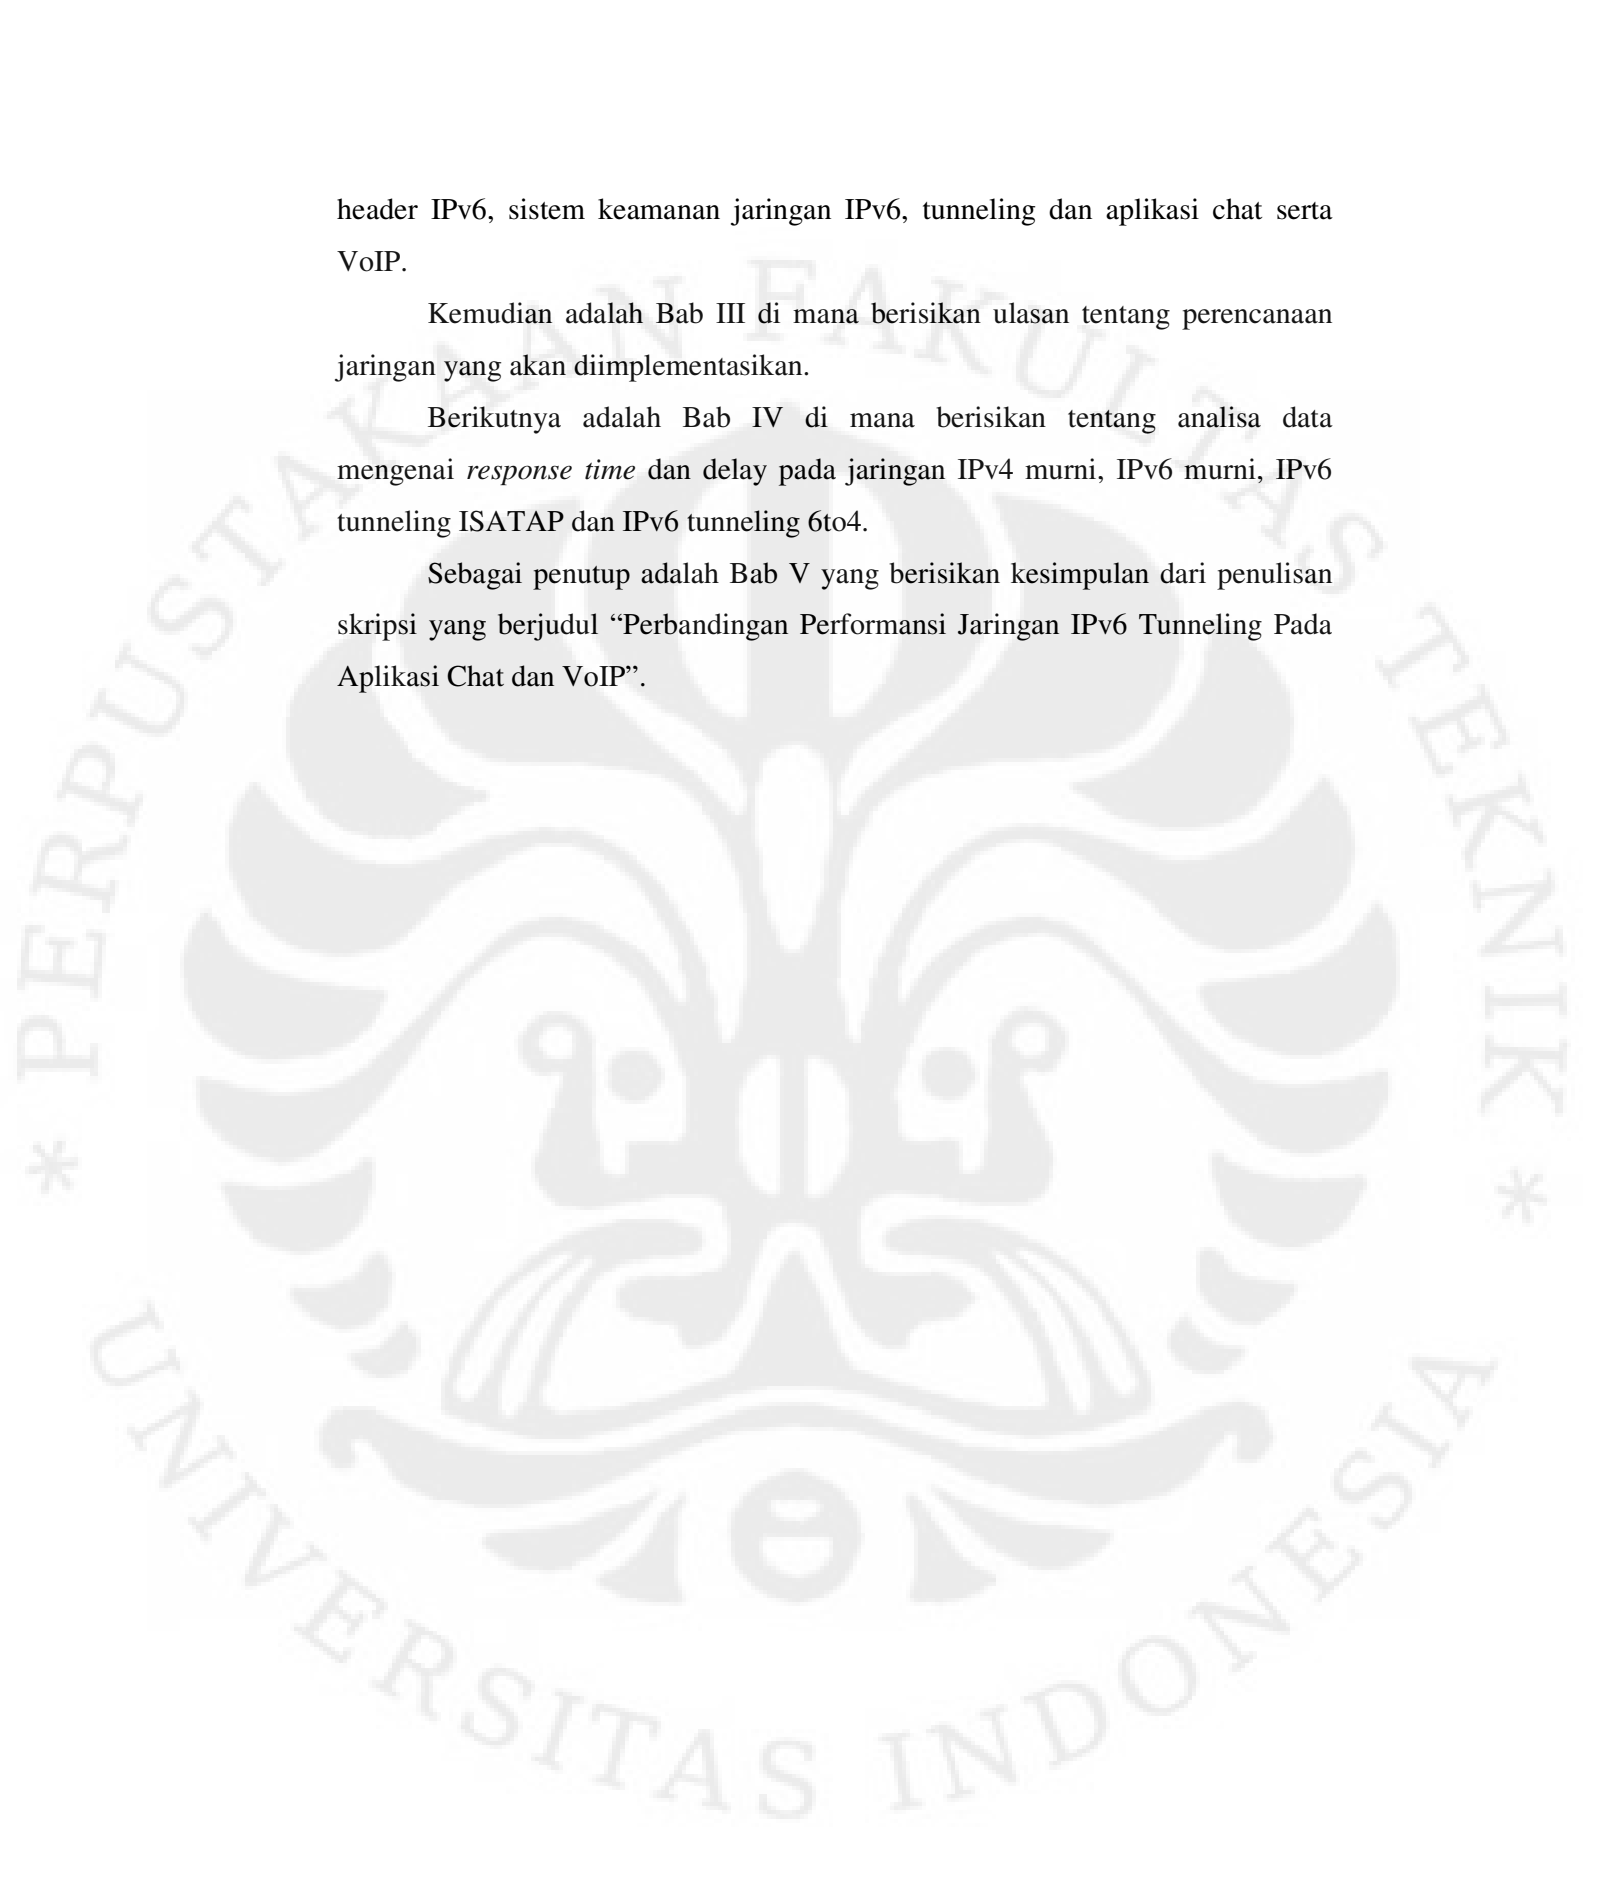 header IPv6, sistem keamanan jaringan IPv6, tunneling dan aplikasi chat serta
VoIP.
Kemudian adalah Bab III di mana berisikan ulasan tentang perencanaan
jaringan yang akan diimplementasikan.
Berikutnya adalah Bab IV di mana berisikan tentang analisa data
mengenai response time dan delay pada jaringan IPv4 murni, IPv6 murni, IPv6
tunneling ISATAP dan IPv6 tunneling 6to4.
Sebagai penutup adalah Bab V yang berisikan kesimpulan dari penulisan
skripsi yang berjudul “Perbandingan Performansi Jaringan IPv6 Tunneling Pada
Aplikasi Chat dan VoIP”.
* PERPUSTAKAAN FAKULTAS TEKNIK *
UNIVERSITAS INDONESIA